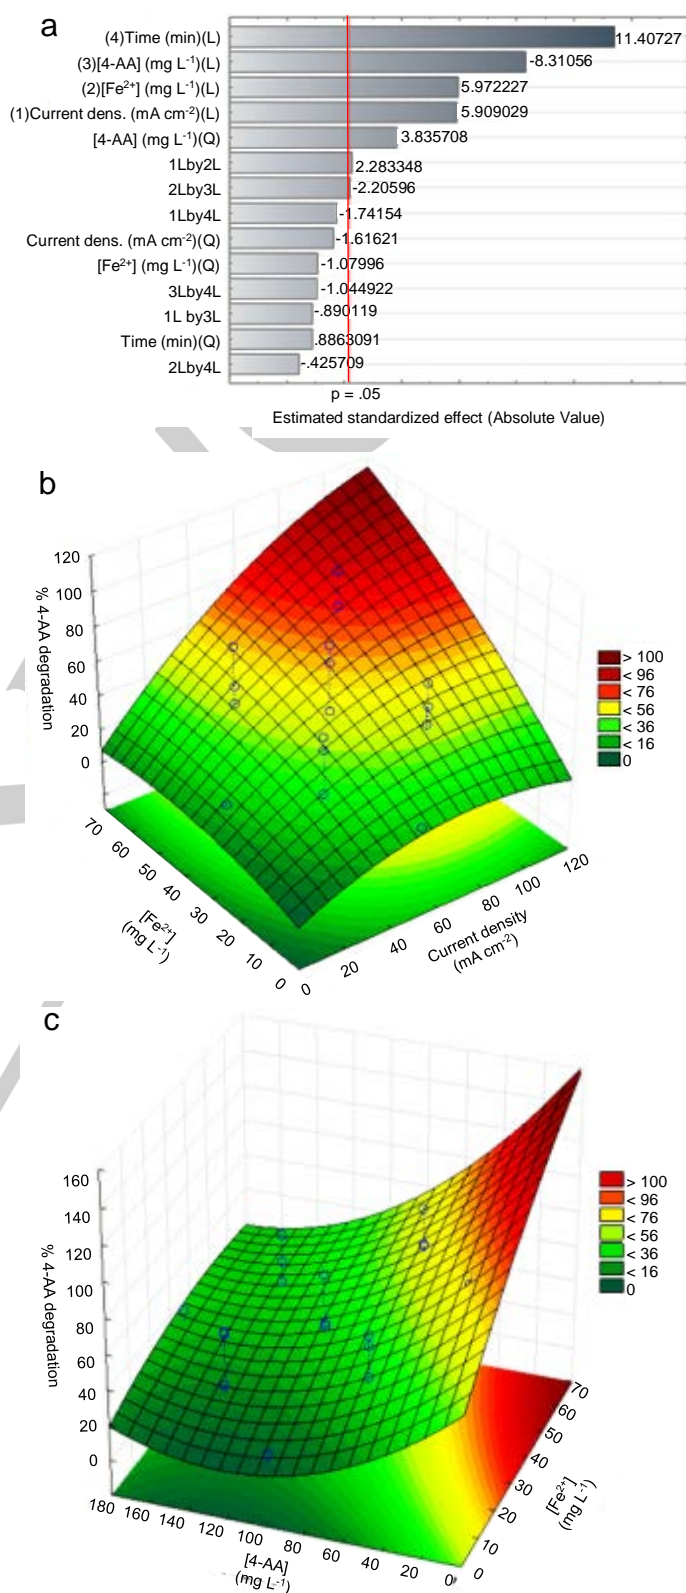 a
(4)Time (min)(L) 11.40727
(3)[4-AA] (mg L⁻¹)(L) -8.31056
(2)[Fe²⁺] (mg L⁻¹)(L) 5.972227
(1)Current dens. (mA cm⁻²)(L) 5.909029
[4-AA] (mg L⁻¹)(Q) 3.835708
1Lby2L 2.283348
2Lby3L -2.20596
1Lby4L -1.74154
Current dens. (mA cm⁻²)(Q) -1.61621
[Fe²⁺] (mg L⁻¹)(Q) -1.07996
3Lby4L -1.044922
1L by3L -.890119
Time (min)(Q) .8863091
2Lby4L -.425709
p = .05
Estimated standardized effect (Absolute Value)
b
120
100
80
60
40
20
0
% 4-AA degradation
> 100
< 96
< 76
< 56
< 36
< 16
0
70
60
50
40
30
20
10
0
[Fe²⁺]
(mg L⁻¹)
0
20
40
60
80
100
120
Current density
(mA cm⁻²)
c
160
140
120
100
80
60
40
20
0
% 4-AA degradation
> 100
< 96
< 76
< 56
< 36
< 16
0
180 160 140 120 100 80 60 40 20 0
[4-AA]
(mg L⁻¹)
70
60
50
40
30
20
10
0
[Fe²⁺]
(mg L⁻¹)